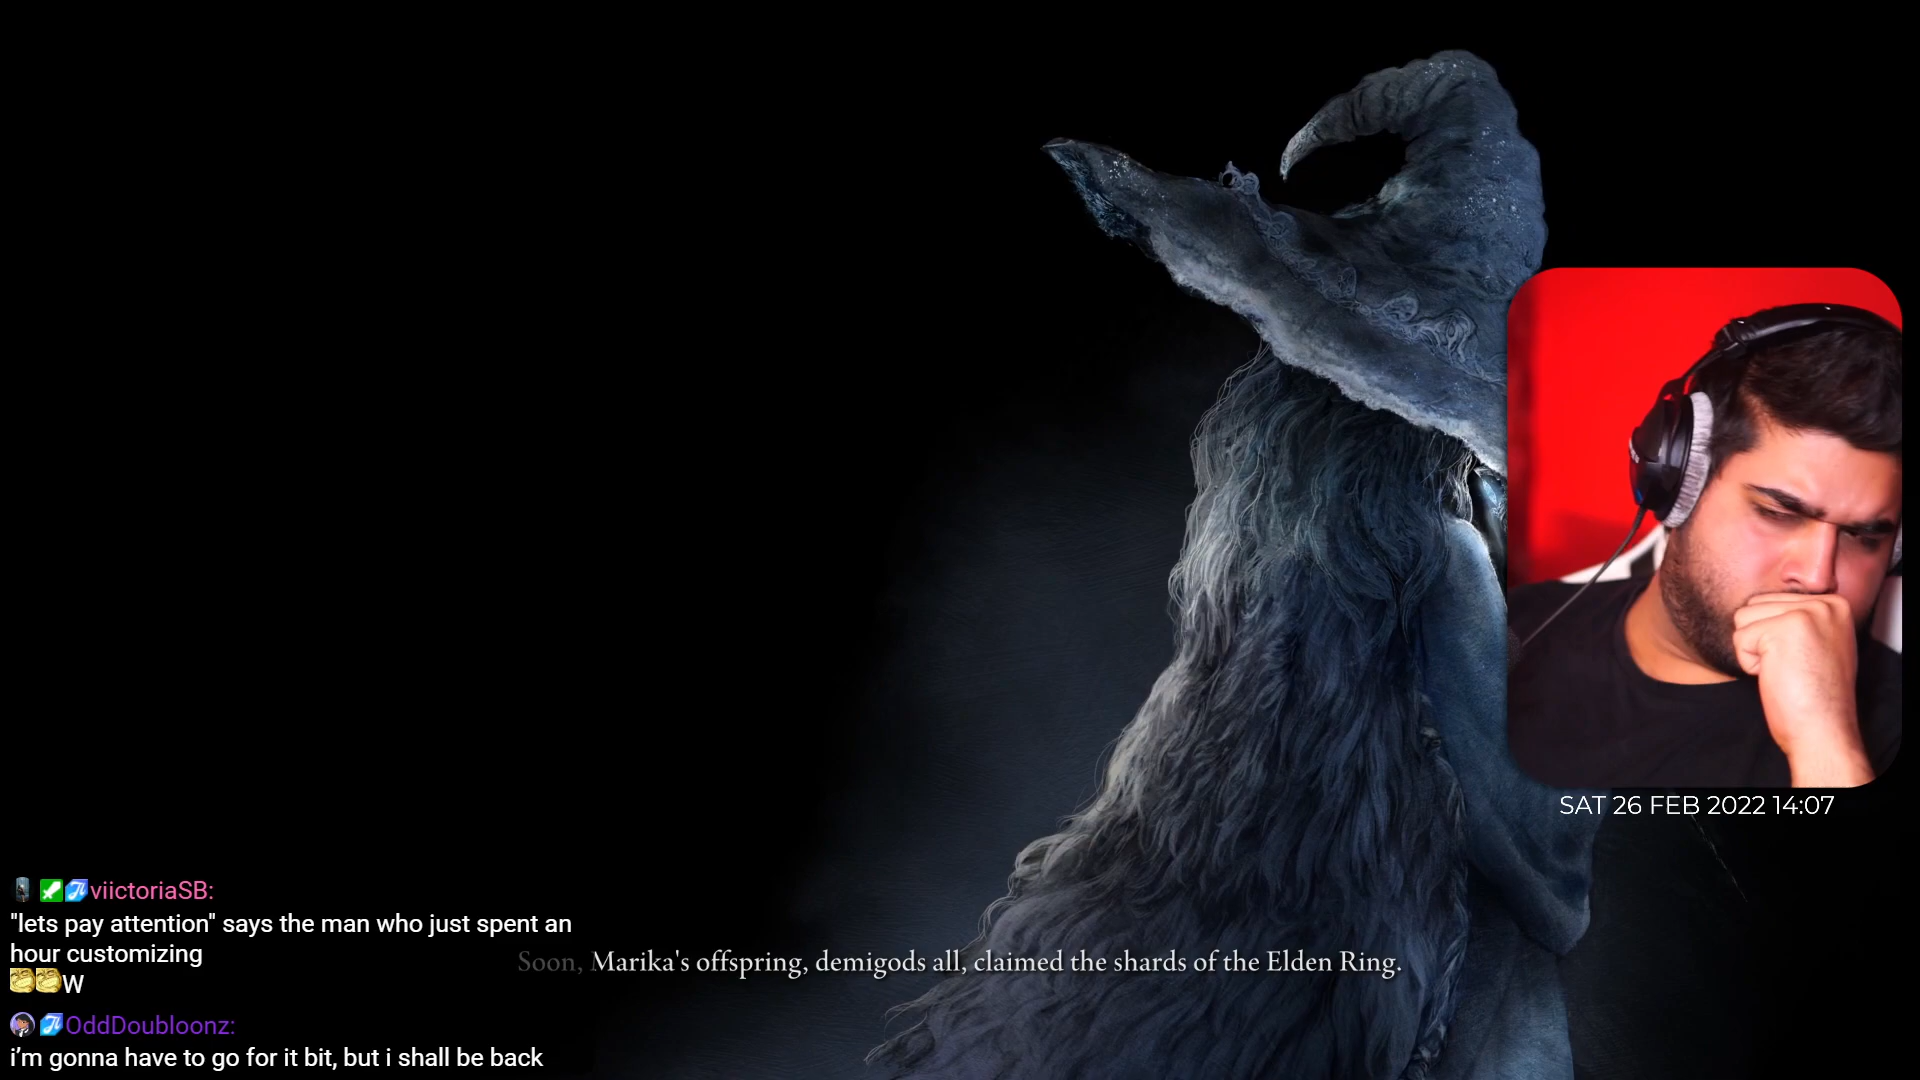 SAT 26 FEB 2022 14:07
viictoriaSB:
"lets pay attention" says the man who just spent an
hour customizing
W
Soon, Marika's offspring, demigods all, claimed the shards of the Elden Ring.
OddDoubloonz:
i’m gonna have to go for it bit, but i shall be back